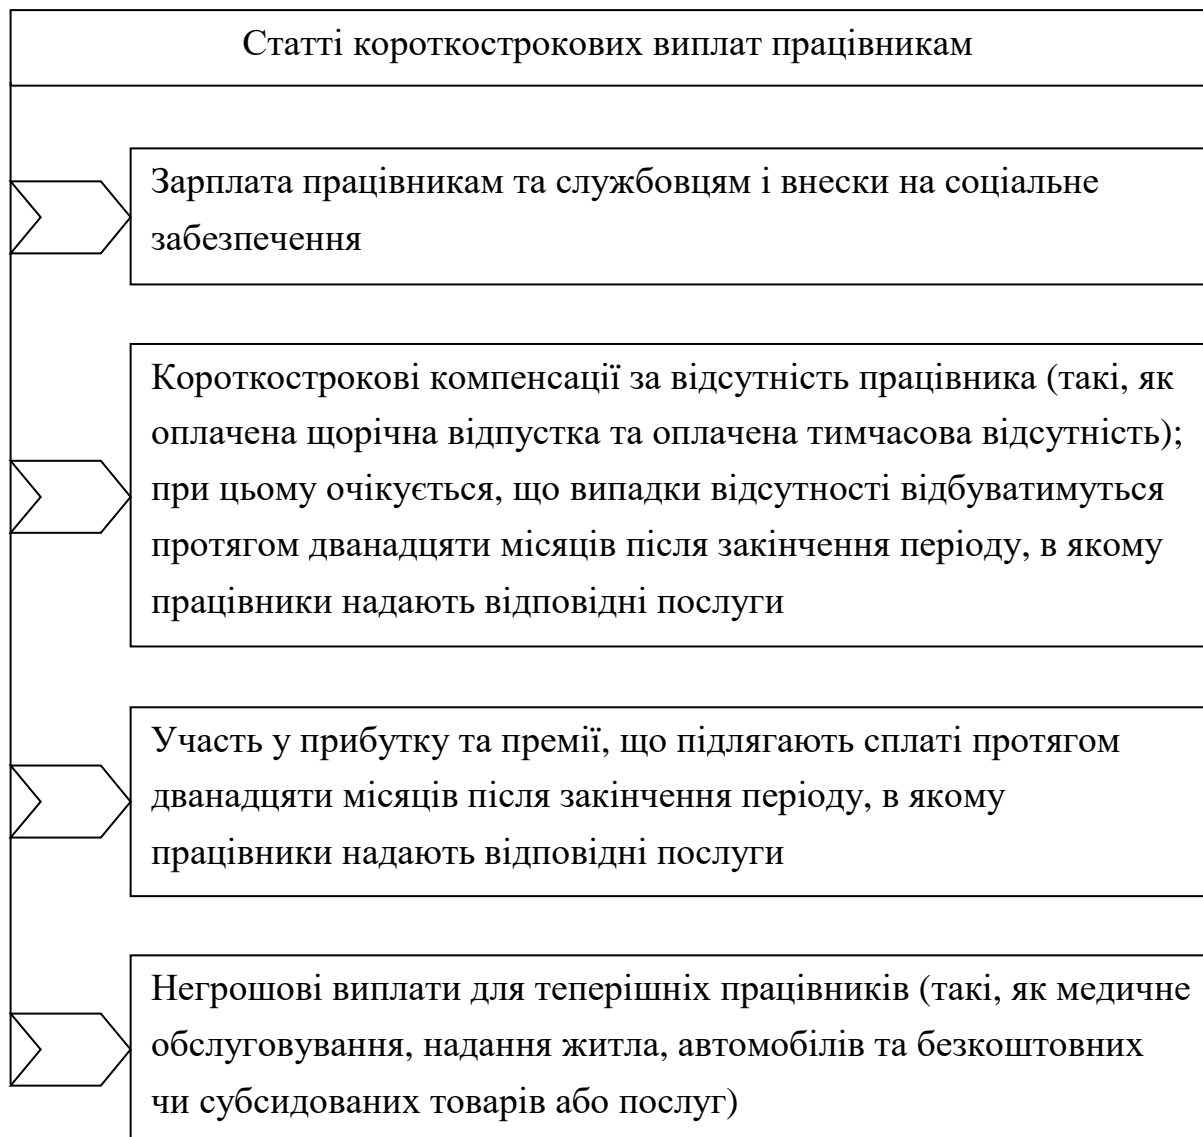 Статті короткострокових виплат працівникам
Зарплата працівникам та службовцям і внески на соціальне
забезпечення
Короткострокові компенсації за відсутність працівника (такі, як
оплачена щорічна відпустка та оплачена тимчасова відсутність);
при цьому очікується, що випадки відсутності відбуватимуться
протягом дванадцяти місяців після закінчення періоду, в якому
працівники надають відповідні послуги
Участь у прибутку та премії, що підлягають сплаті протягом
дванадцяти місяців після закінчення періоду, в якому
працівники надають відповідні послуги
Негрошові виплати для теперішніх працівників (такі, як медичне
обслуговування, надання житла, автомобілів та безкоштовних
чи субсидованих товарів або послуг)